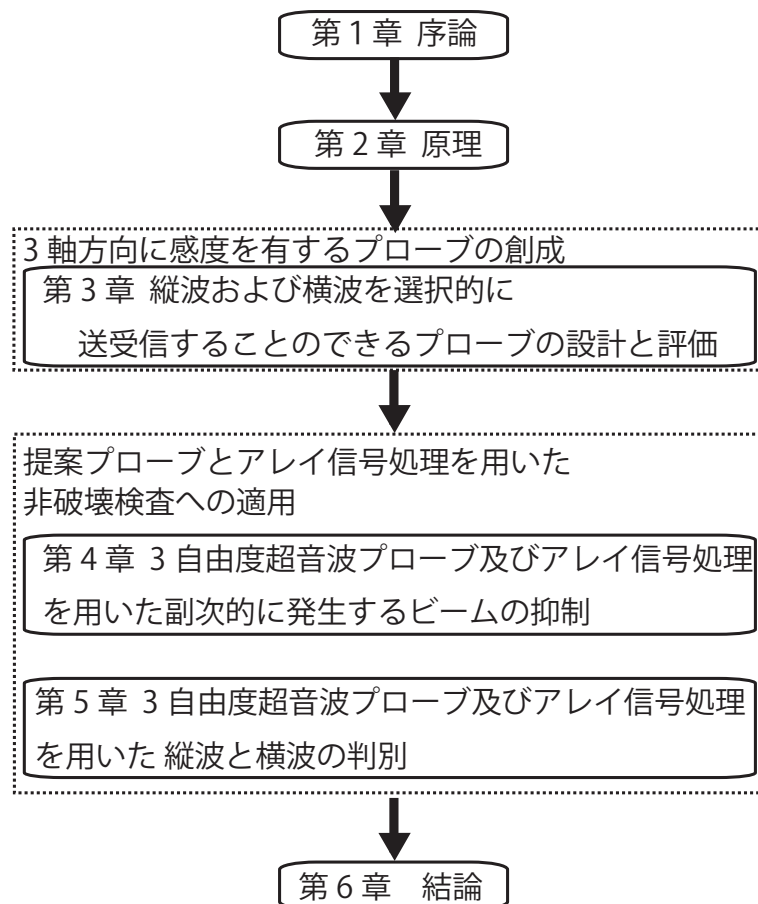 第1章 序論
第2章 原理
3軸方向に感度を有するプローブの創成
第3章 縦波および横波を選択的に
送受信することのできるプローブの設計と評価
提案プローブとアレイ信号処理を用いた
非破壊検査への適用
第4章 3自由度超音波プローブ及びアレイ信号処理
を用いた副次的に発生するビームの抑制
第5章 3自由度超音波プローブ及びアレイ信号処理
を用いた 縦波と横波の判別
第6章　結論